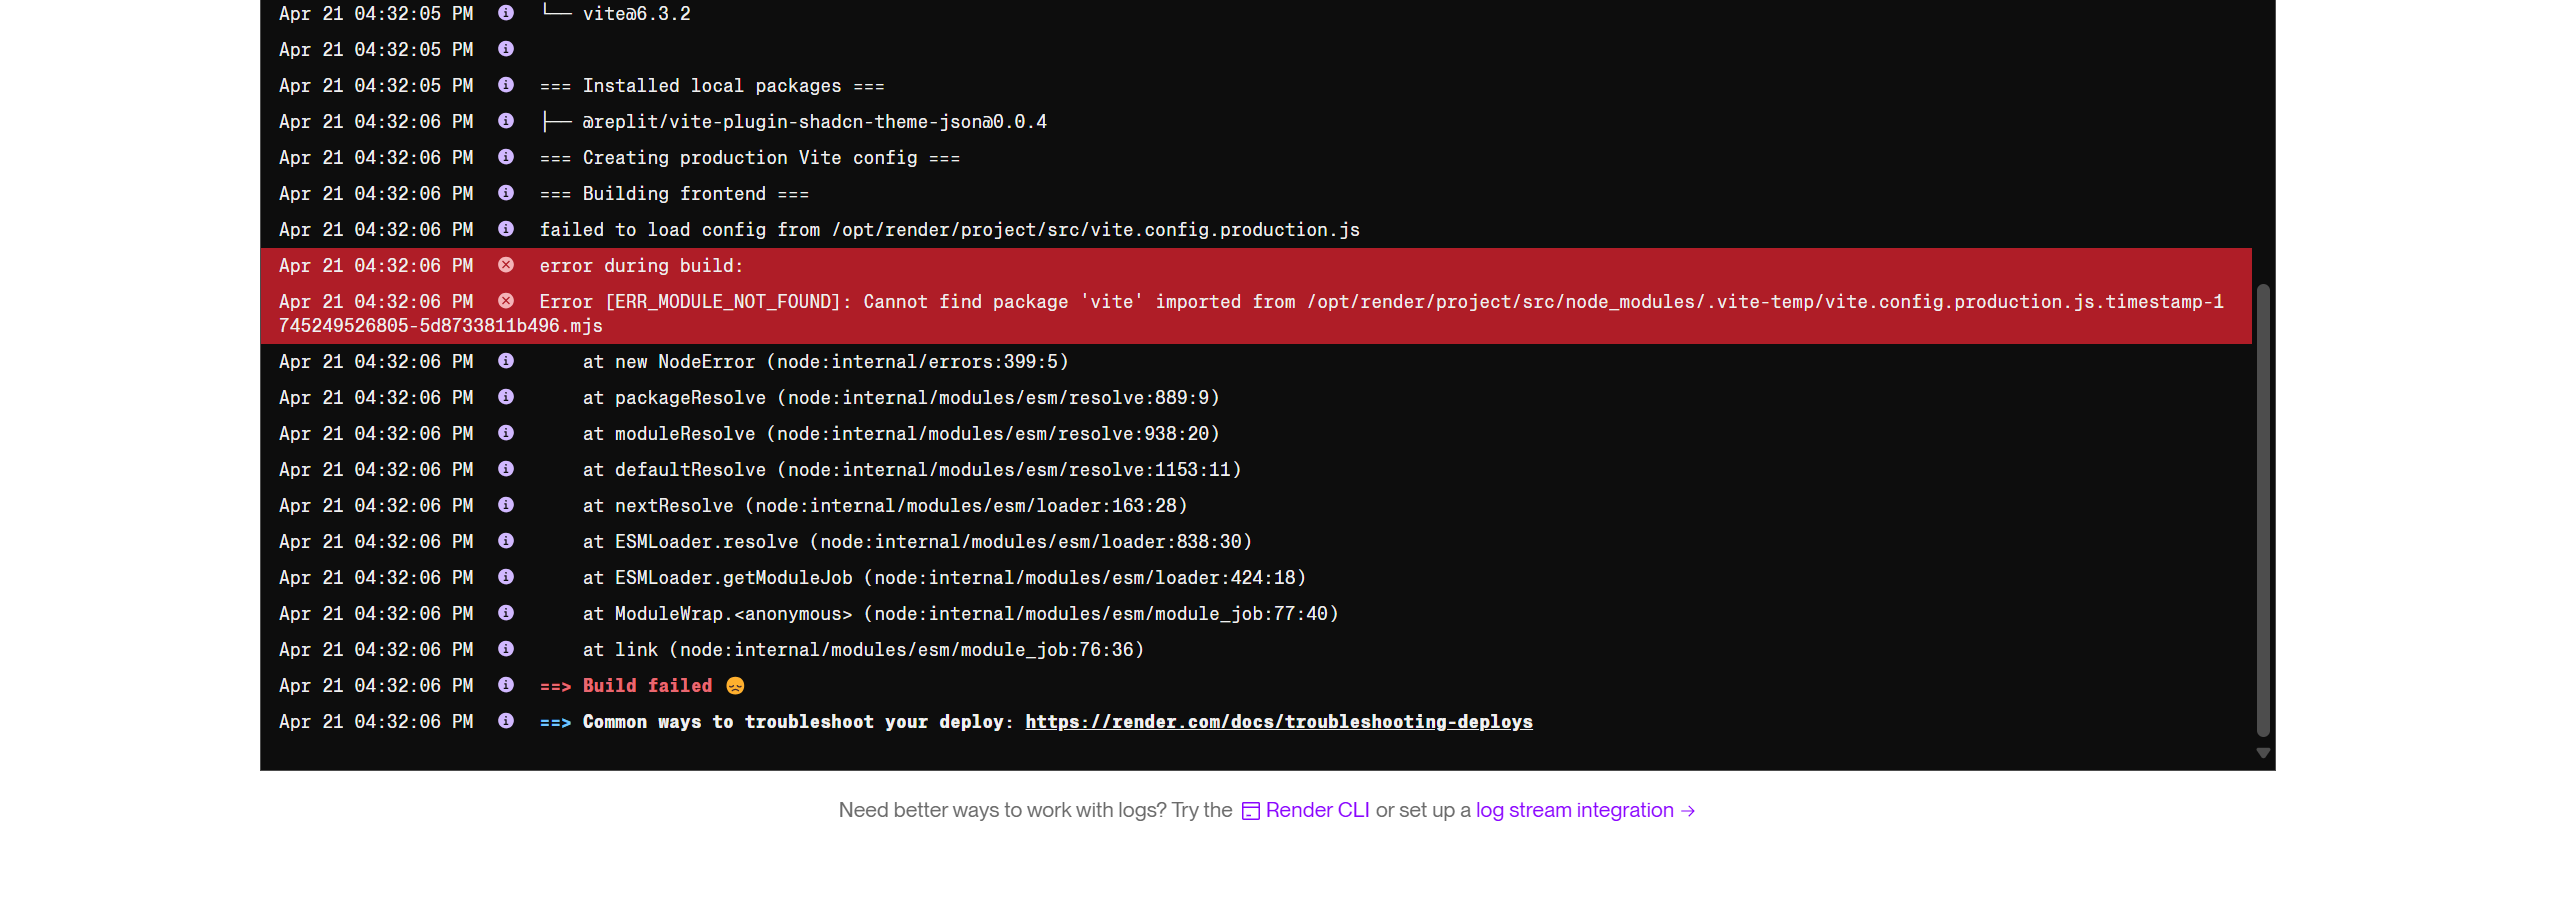 Apr 21 04:32:05 PM └── vite@6.3.2
Apr 21 04:32:05 PM
Apr 21 04:32:05 PM === Installed local packages ===
Apr 21 04:32:06 PM ├── @replit/vite-plugin-shadcn-theme-json@0.0.4
Apr 21 04:32:06 PM === Creating production Vite config ===
Apr 21 04:32:06 PM === Building frontend ===
Apr 21 04:32:06 PM failed to load config from /opt/render/project/src/vite.config.production.js
Apr 21 04:32:06 PM error during build:
Apr 21 04:32:06 PM Error [ERR_MODULE_NOT_FOUND]: Cannot find package 'vite' imported from /opt/render/project/src/node_modules/.vite-temp/vite.config.production.js.timestamp-1
745249526805-5d8733811b496.mjs
Apr 21 04:32:06 PM at new NodeError (node:internal/errors:399:5)
Apr 21 04:32:06 PM at packageResolve (node:internal/modules/esm/resolve:889:9)
Apr 21 04:32:06 PM at moduleResolve (node:internal/modules/esm/resolve:938:20)
Apr 21 04:32:06 PM at defaultResolve (node:internal/modules/esm/resolve:1153:11)
Apr 21 04:32:06 PM at nextResolve (node:internal/modules/esm/loader:163:28)
Apr 21 04:32:06 PM at ESMLoader.resolve (node:internal/modules/esm/loader:838:30)
Apr 21 04:32:06 PM at ESMLoader.getModuleJob (node:internal/modules/esm/loader:424:18)
Apr 21 04:32:06 PM at ModuleWrap.<anonymous> (node:internal/modules/esm/module_job:77:40)
Apr 21 04:32:06 PM at link (node:internal/modules/esm/module_job:76:36)
Apr 21 04:32:06 PM ==> Build failed 😞
Apr 21 04:32:06 PM ==> Common ways to troubleshoot your deploy: https://render.com/docs/troubleshooting-deploys
Need better ways to work with logs? Try the Render CLI or set up a log stream integration →